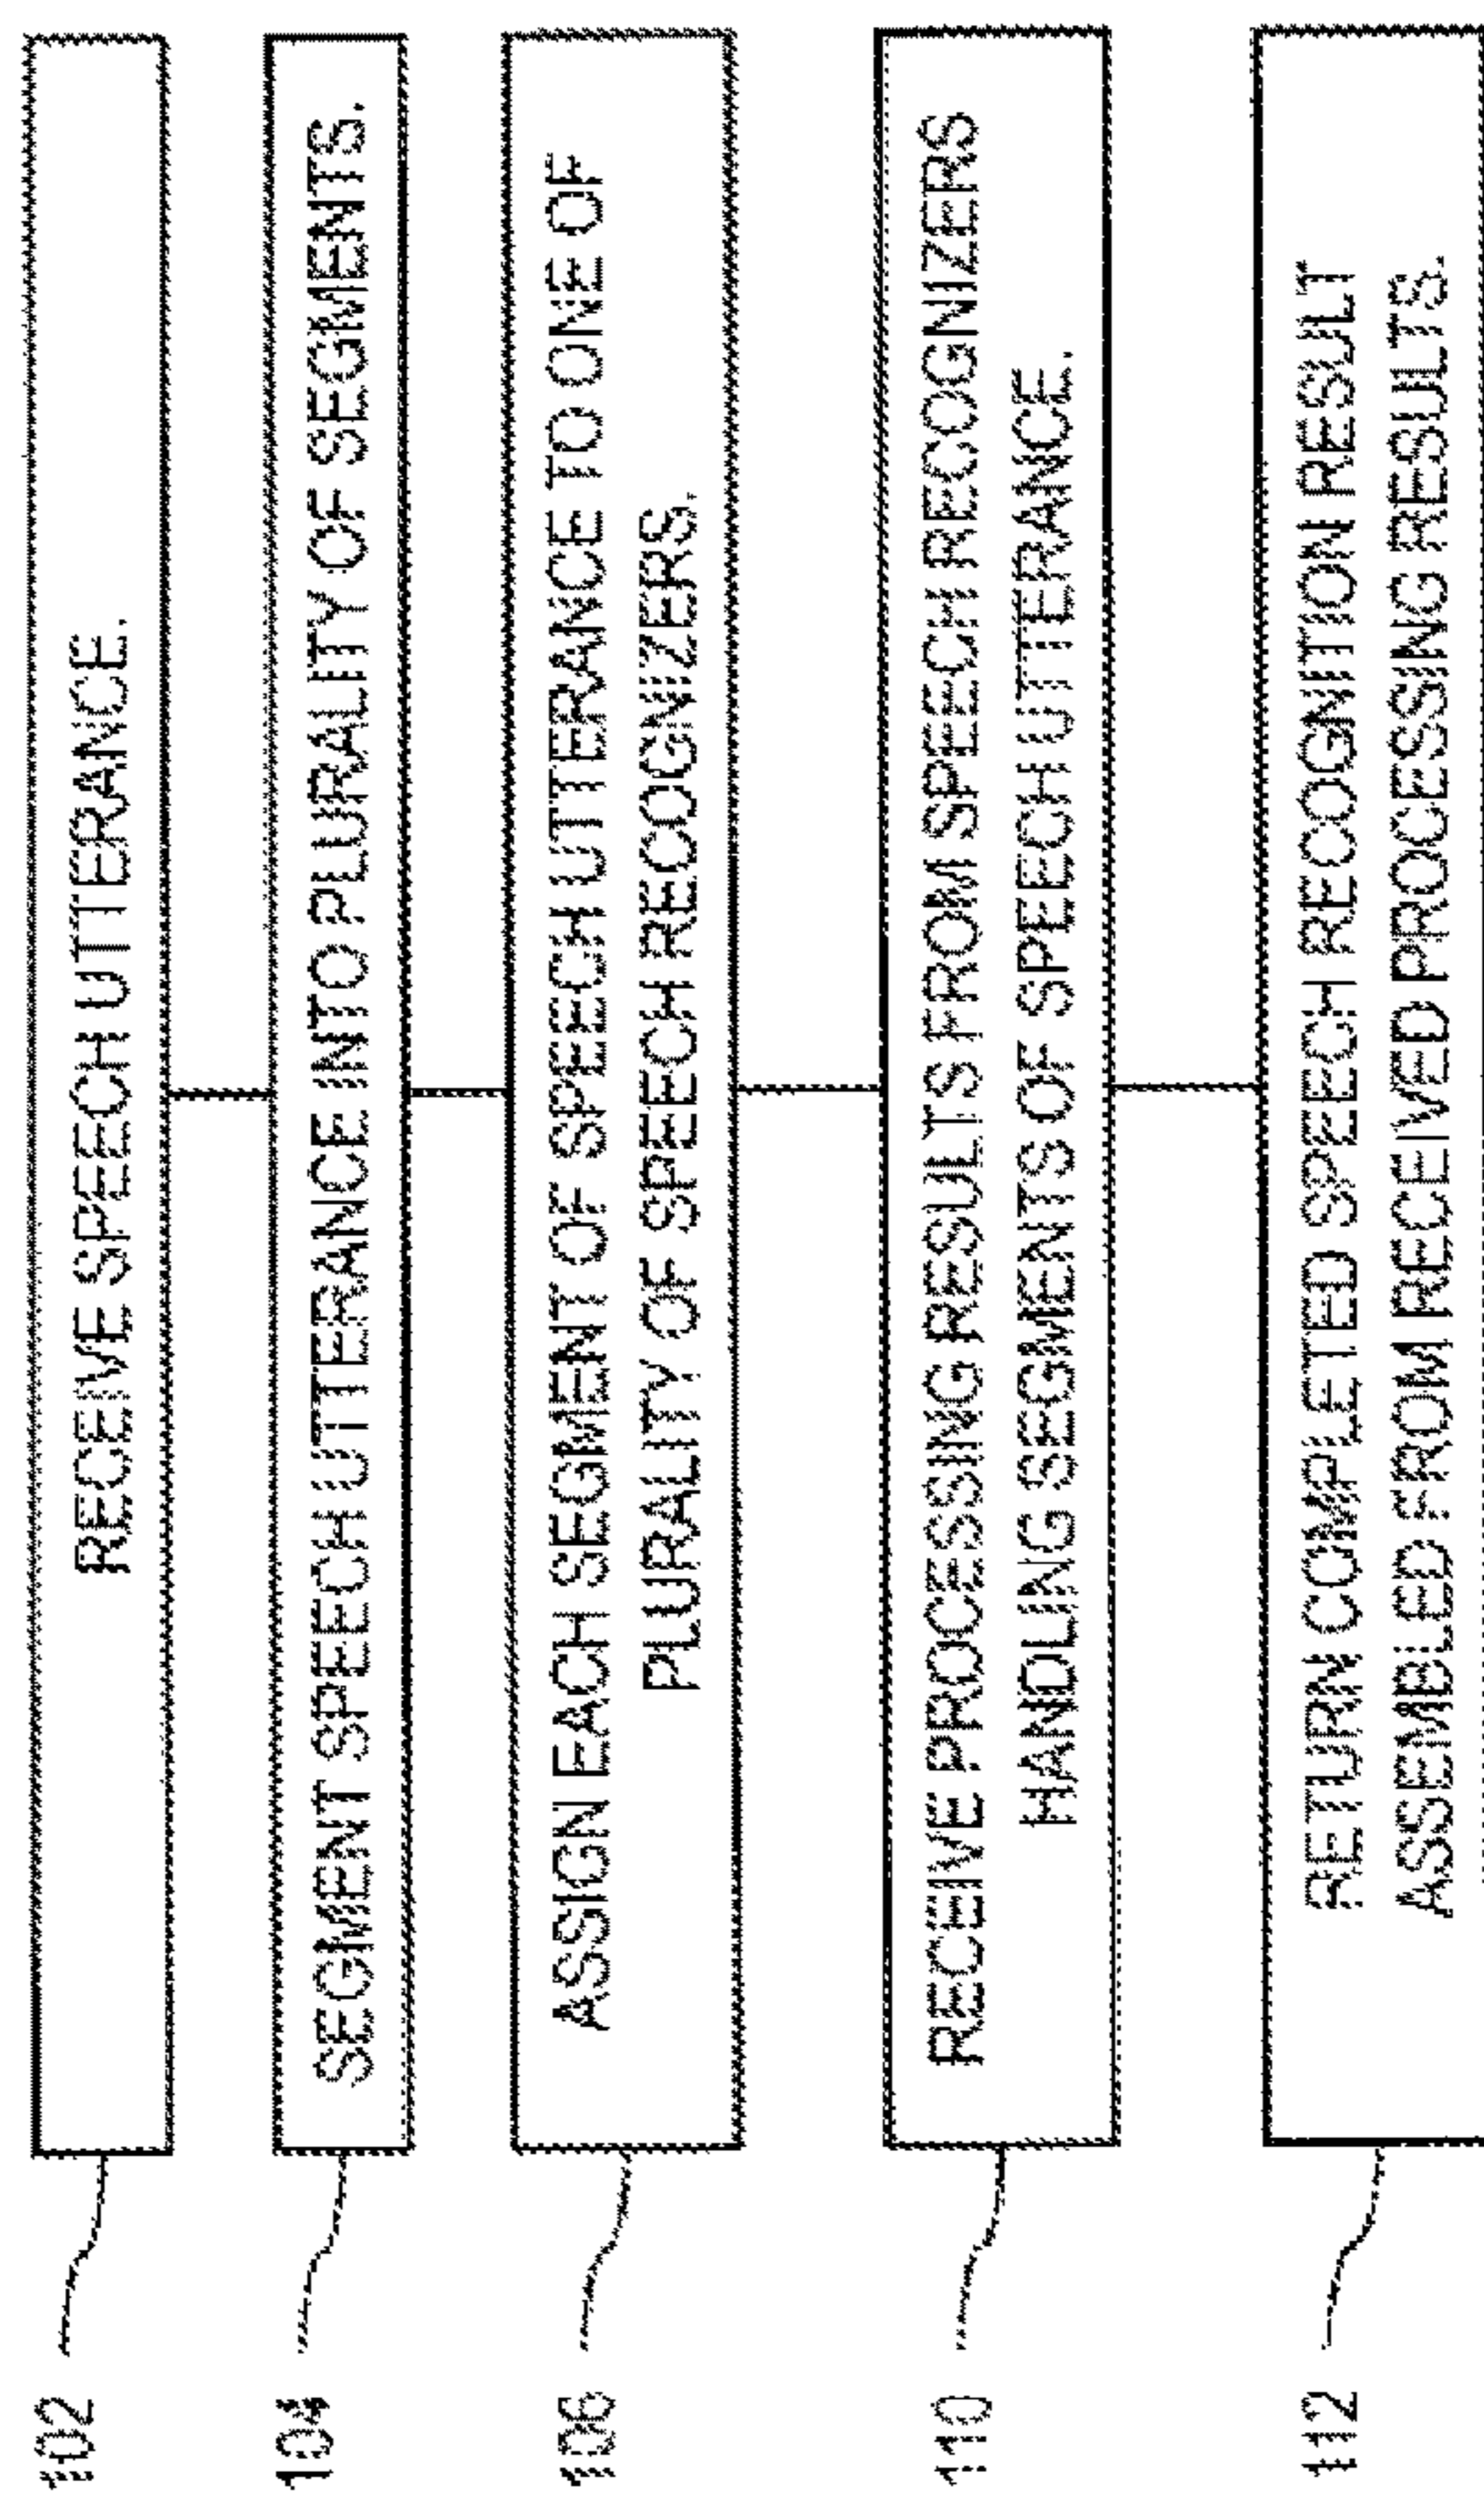 102
RECEIVE SPEECH UTTERANCE.
104
SEGMENT SPEECH UTTERANCE INTO PLURALITY OF SEGMENTS.
106
ASSIGN EACH SEGMENT OF SPEECH UTTERANCE TO ONE OF
PLURALITY OF SPEECH RECOGNIZERS.
110
RECEIVE PROCESSING RESULTS FROM SPEECH RECOGNIZERS
HANDLING SEGMENTS OF SPEECH UTTERANCE.
112
RETURN COMPLETED SPEECH RECOGNITION RESULT
ASSEMBLED FROM RECEIVED PROCESSING RESULTS.